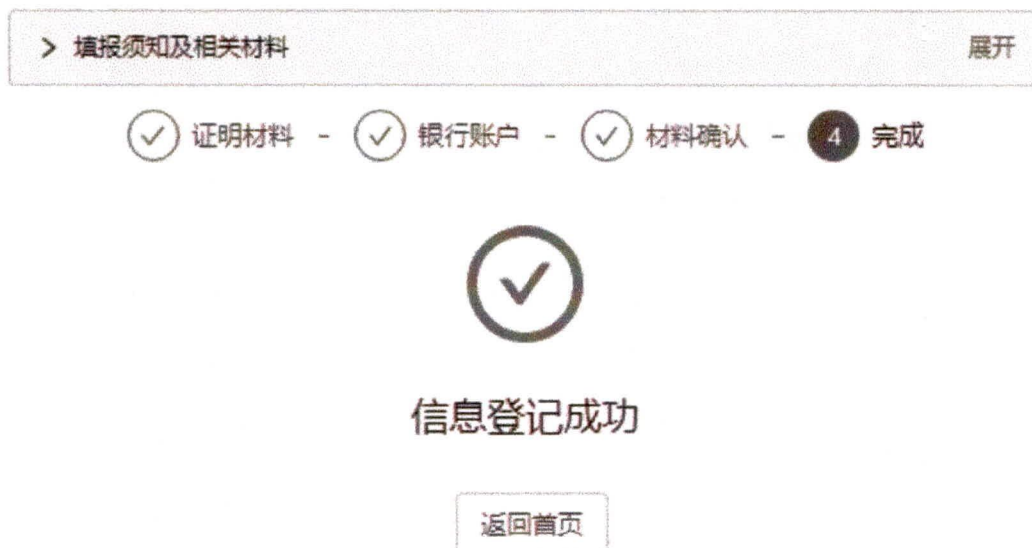 > 填报须知及相关材料 展开
证明材料 - 银行账户 - 材料确认 - 4 完成
信息登记成功
返回首页